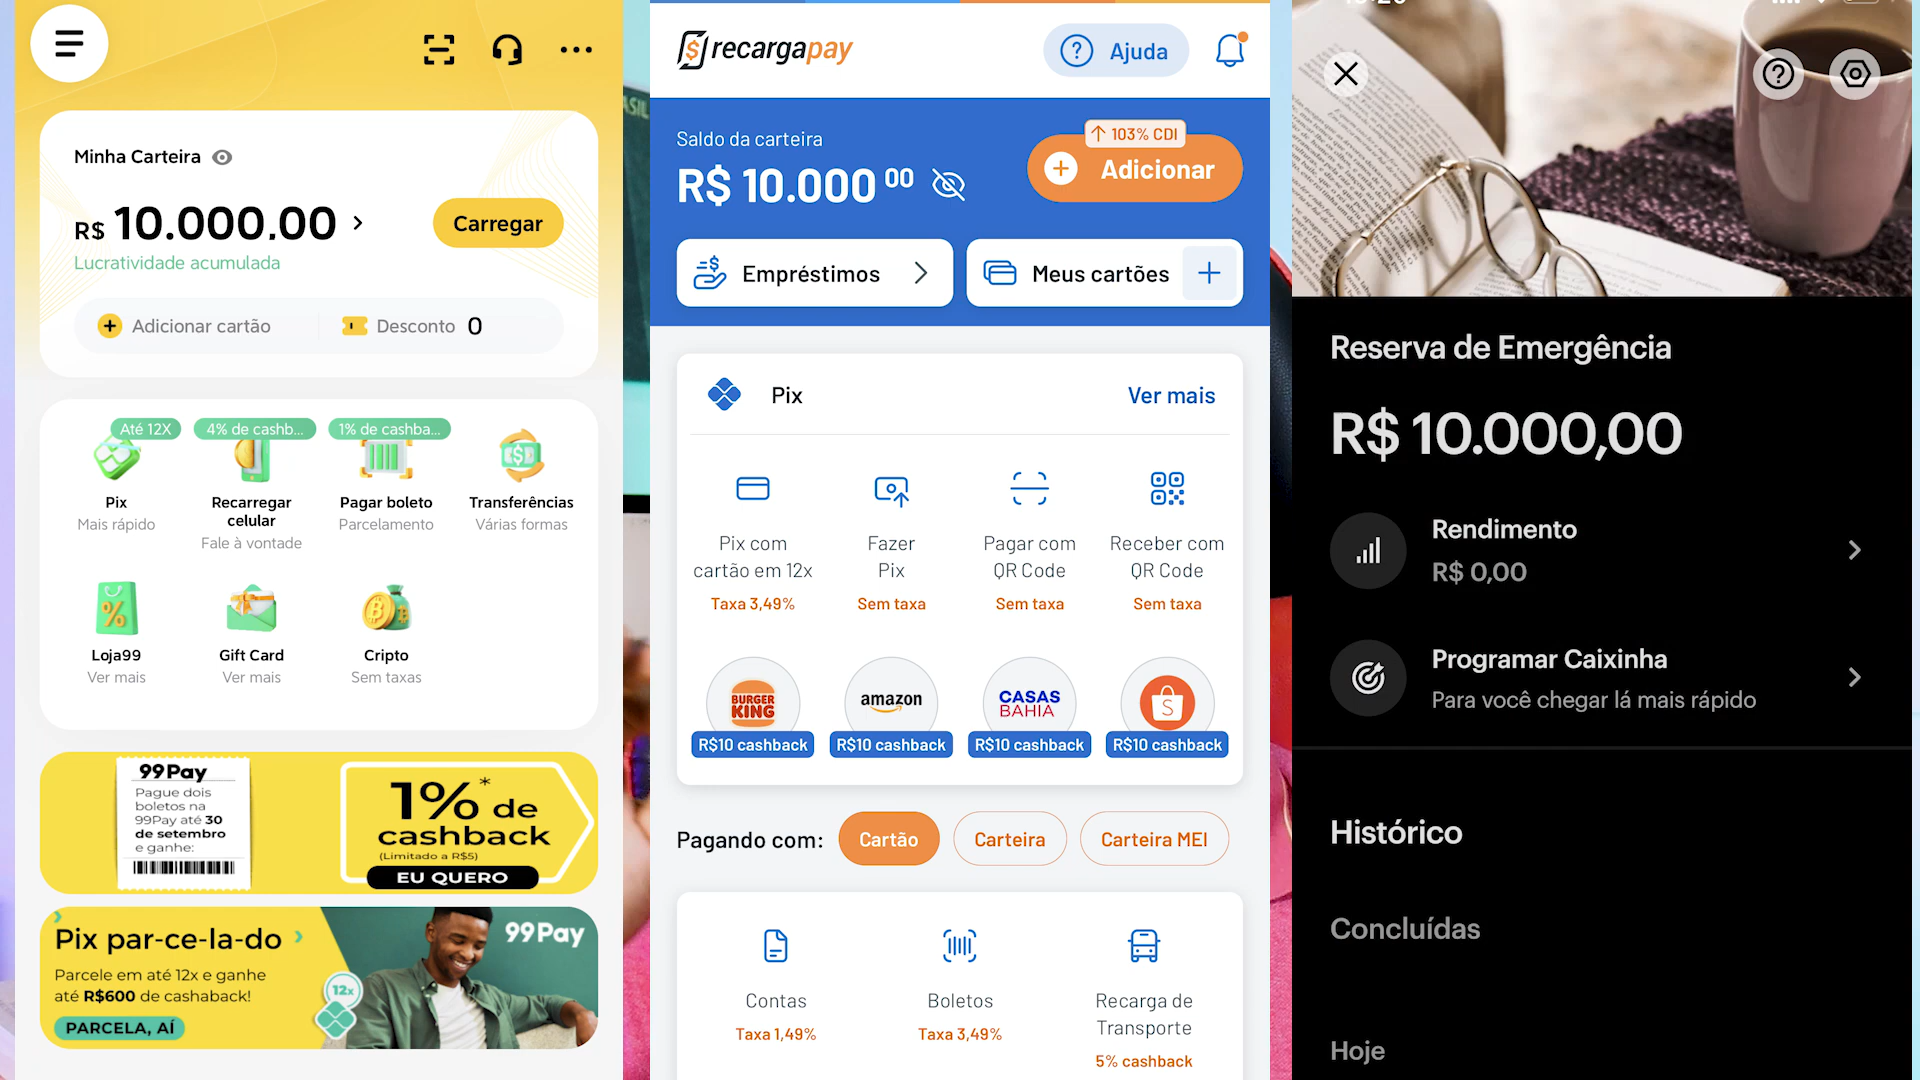 Minha Carteira
R$ 10.000,00
Carregar
Lucratividade acumulada
Adicionar cartão
Desconto 0
Até 12X
4% de cashb...
1% de cashba...
Pix
Mais rápido
Recarregar
celular
Fale à vontade
Pagar boleto
Parcelamento
Transferências
Várias formas
Loja99
Ver mais
Gift Card
Ver mais
Cripto
Sem taxas
99Pay
Pague dois
boletos na
99Pay até 30
de setembro
e ganhe:
1%* de
cashback
(Limitado a R$5)
EU QUERO
Pix par-ce-la-do
99Pay
Parcele em até 12x e ganhe
até R$600 de cashaback!
12x
PARCELA, AÍ
recargapay
Ajuda
Saldo da carteira
R$ 10.000 00
103% CDI
Adicionar
Empréstimos
Meus cartões
Pix
Ver mais
Pix com
cartão em 12x
Taxa 3,49%
Fazer
Pix
Sem taxa
Pagar com
QR Code
Sem taxa
Receber com
QR Code
Sem taxa
BURGER
KING
R$10 cashback
amazon
R$10 cashback
CASAS
BAHIA
R$10 cashback
S
R$10 cashback
Pagando com:
Cartão
Carteira
Carteira MEI
Contas
Taxa 1,49%
Boletos
Taxa 3,49%
Recarga de
Transporte
5% cashback
Reserva de Emergência
R$ 10.000,00
Rendimento
R$ 0,00
Programar Caixinha
Para você chegar lá mais rápido
Histórico
Concluídas
Hoje